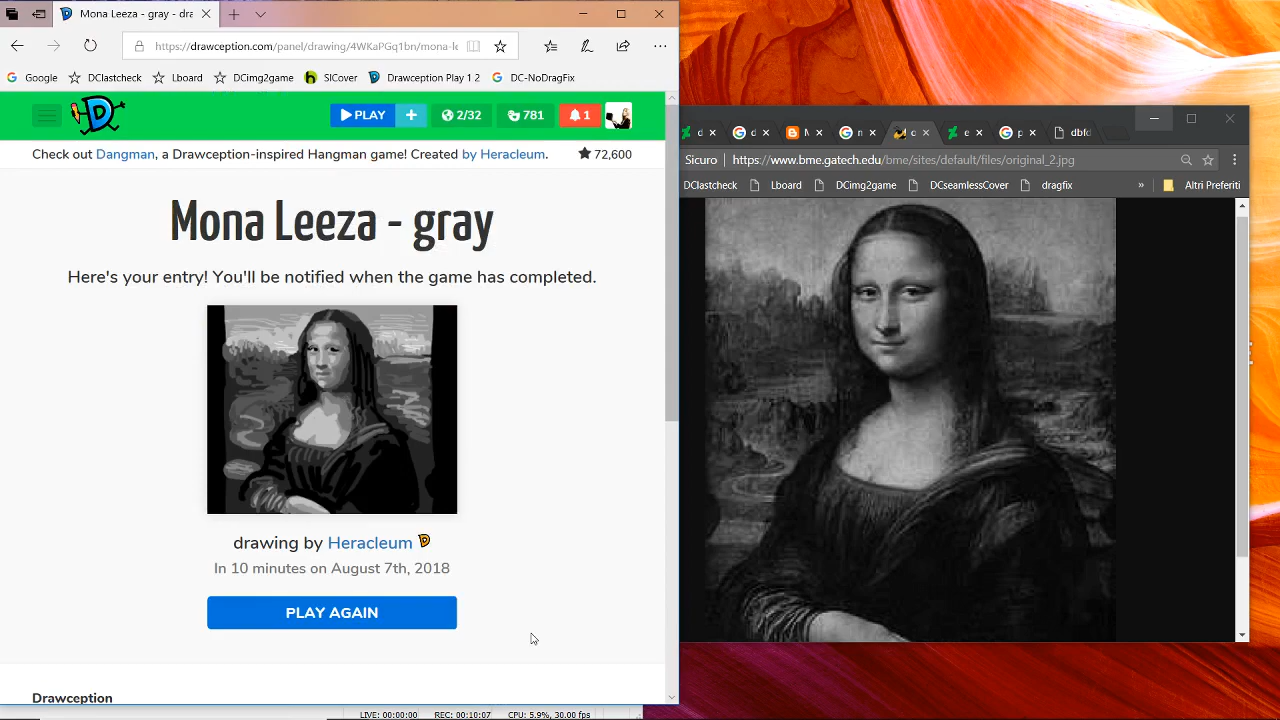 Mona Leeza - gray - dra
https://drawception.com/panel/drawing/4WKaPGq1bn/mona-le
Google
DClastcheck
Lboard
DCimg2game
SlCover
Drawception Play 1 2
DC-NoDragFix
D
PLAY
+
2/32
781
1
Check out Dangman, a Drawception-inspired Hangman game! Created by Heracleum.
72,600
Mona Leeza - gray
Here's your entry! You'll be notified when the game has completed.
drawing by Heracleum
In 10 minutes on August 7th, 2018
PLAY AGAIN
Drawception
LIVE: 00:00:00
REC: 00:10:07
CPU: 5.9%, 30.00 fps
d
d
M
n
c
e
p
dbfd
Sicuro
https://www.bme.gatech.edu/bme/sites/default/files/original_2.jpg
DClastcheck
Lboard
DCimg2game
DCseamlessCover
dragfix
»
Altri Preferiti